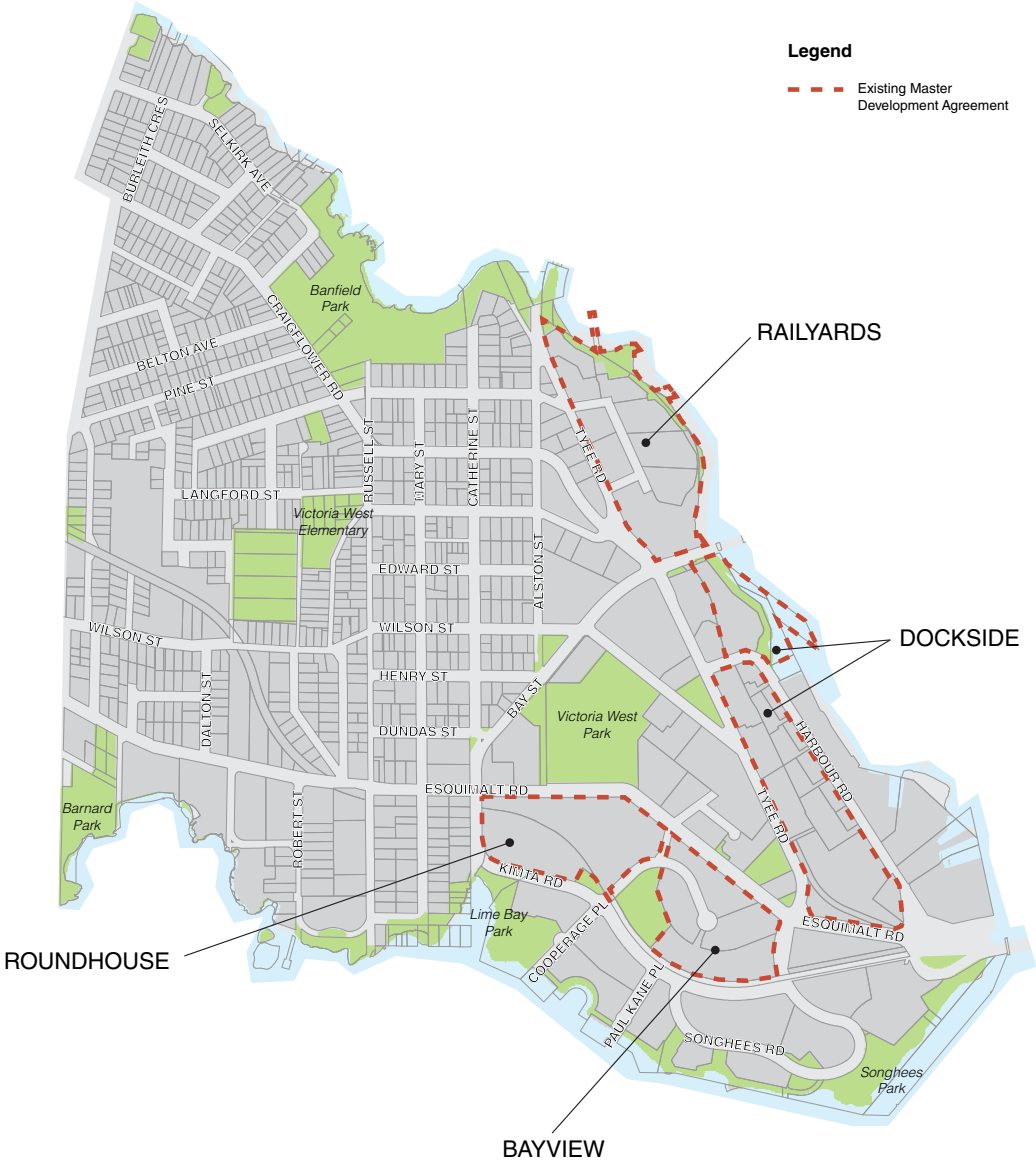 Legend
Existing Master
Development Agreement
BURLEITH CRES
SELKIRK AVE
Banfield
Park
CRAIGFLOWER RD
RAILYARDS
BELTON AVE
PINE ST
TYEE RD
RUSSELL ST
MARY ST
CATHERINE ST
LANGFORD ST
Victoria West
Elementary
ALSTON ST
EDWARD ST
WILSON ST
WILSON ST
DOCKSIDE
HENRY ST
DALTON ST
BAY ST
Victoria West
Park
DUNDAS ST
HARBOUR RD
ESQUIMALT RD
TYEE RD
Barnard
Park
ROBERT ST
KIMTA RD
Lime Bay
Park
ESQUIMALT RD
COOPERAGE PL
ROUNDHOUSE
PAUL KANE PL
SONGHEES RD
Songhees
Park
BAYVIEW